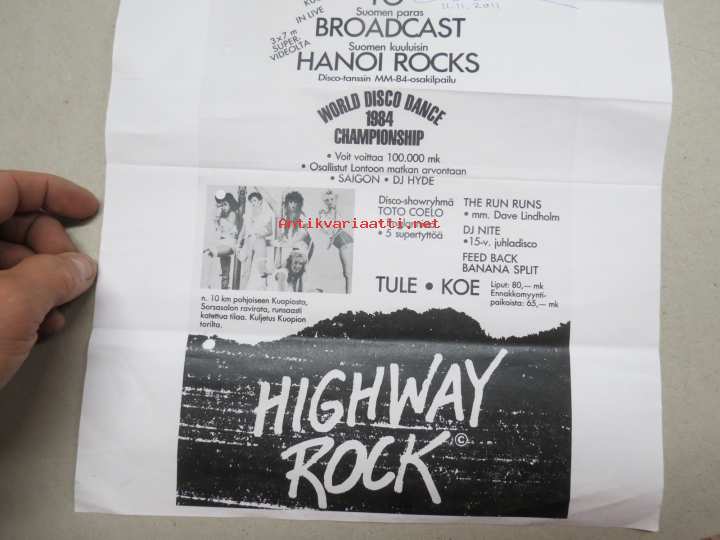 IN LIVE
3x7 m
SUPER-
VIDEOLTA
11.11.2011
Suomen paras
BROADCAST
Suomen kuuluisin
HANOI ROCKS
Disco-tanssin MM-84-osakilpailu
WORLD DISCO DANCE
1984
CHAMPIONSHIP
• Voit voittaa 100.000 mk
• Osallistut Lontoon matkan arvontaan
• SAIGON • DJ HYDE
Disco-showryhmä
TOTO COELO
• 5 supertyttöä
THE RUN RUNS
• mm. Dave Lindholm
DJ NITE
• 15-v. juhladisco
FEED BACK
BANANA SPLIT
Antikvariaatti.net
TULE • KOE
Liput: 80,— mk
Ennakkomyynti-
paikoista: 65,— mk
n. 10 km pohjoiseen Kuopiosta,
Sorsasalon ravirata, runsaasti
katettua tilaa. Kuljetus Kuopion
torilta.
HIGHWAY
ROCK ©